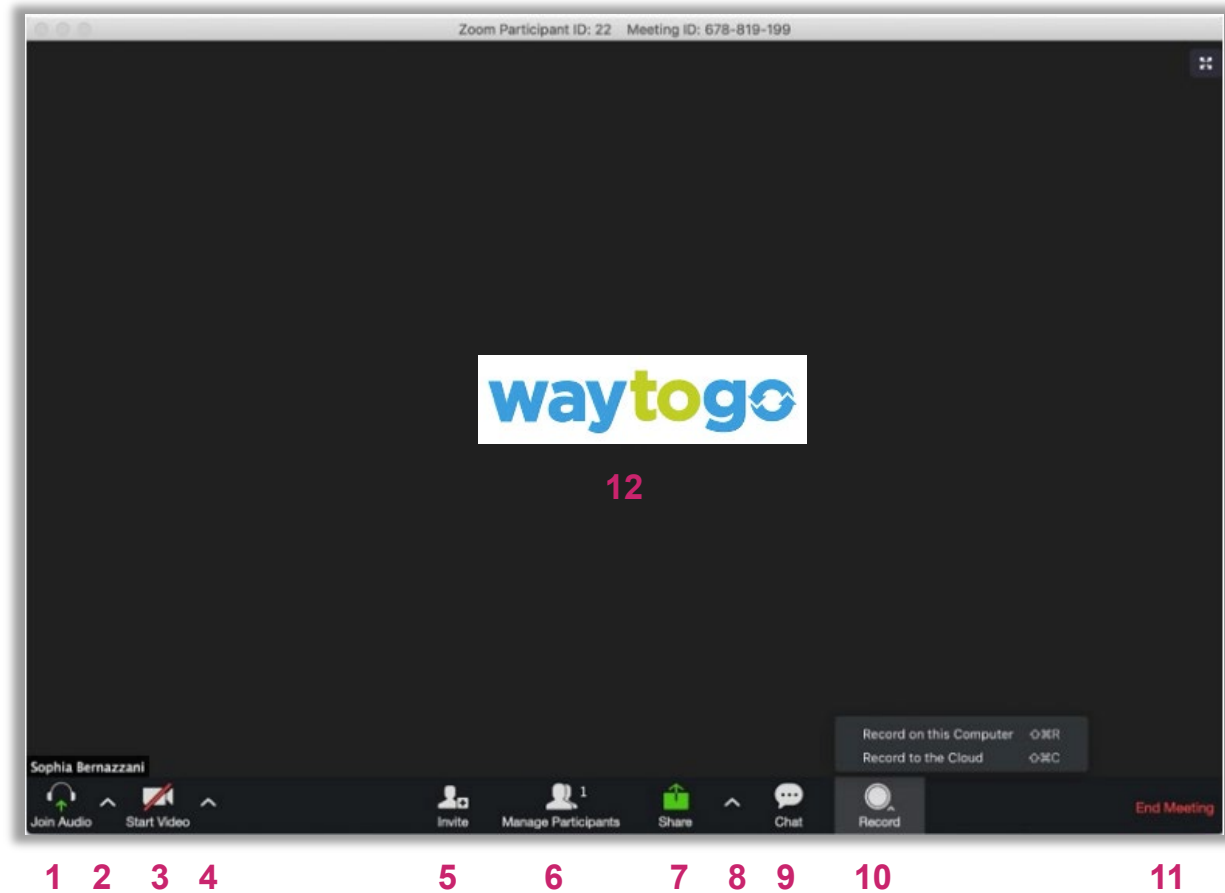 Zoom Participant ID: 22 Meeting ID: 678-819-199
waytogo
12
Record on this Computer ⇧⌘R
Record to the Cloud ⇧⌘C
Sophia Bernazzani
Join Audio Start Video Invite Manage Participants 1 Share Chat Record End Meeting
1 2 3 4 5 6 7 8 9 10 11